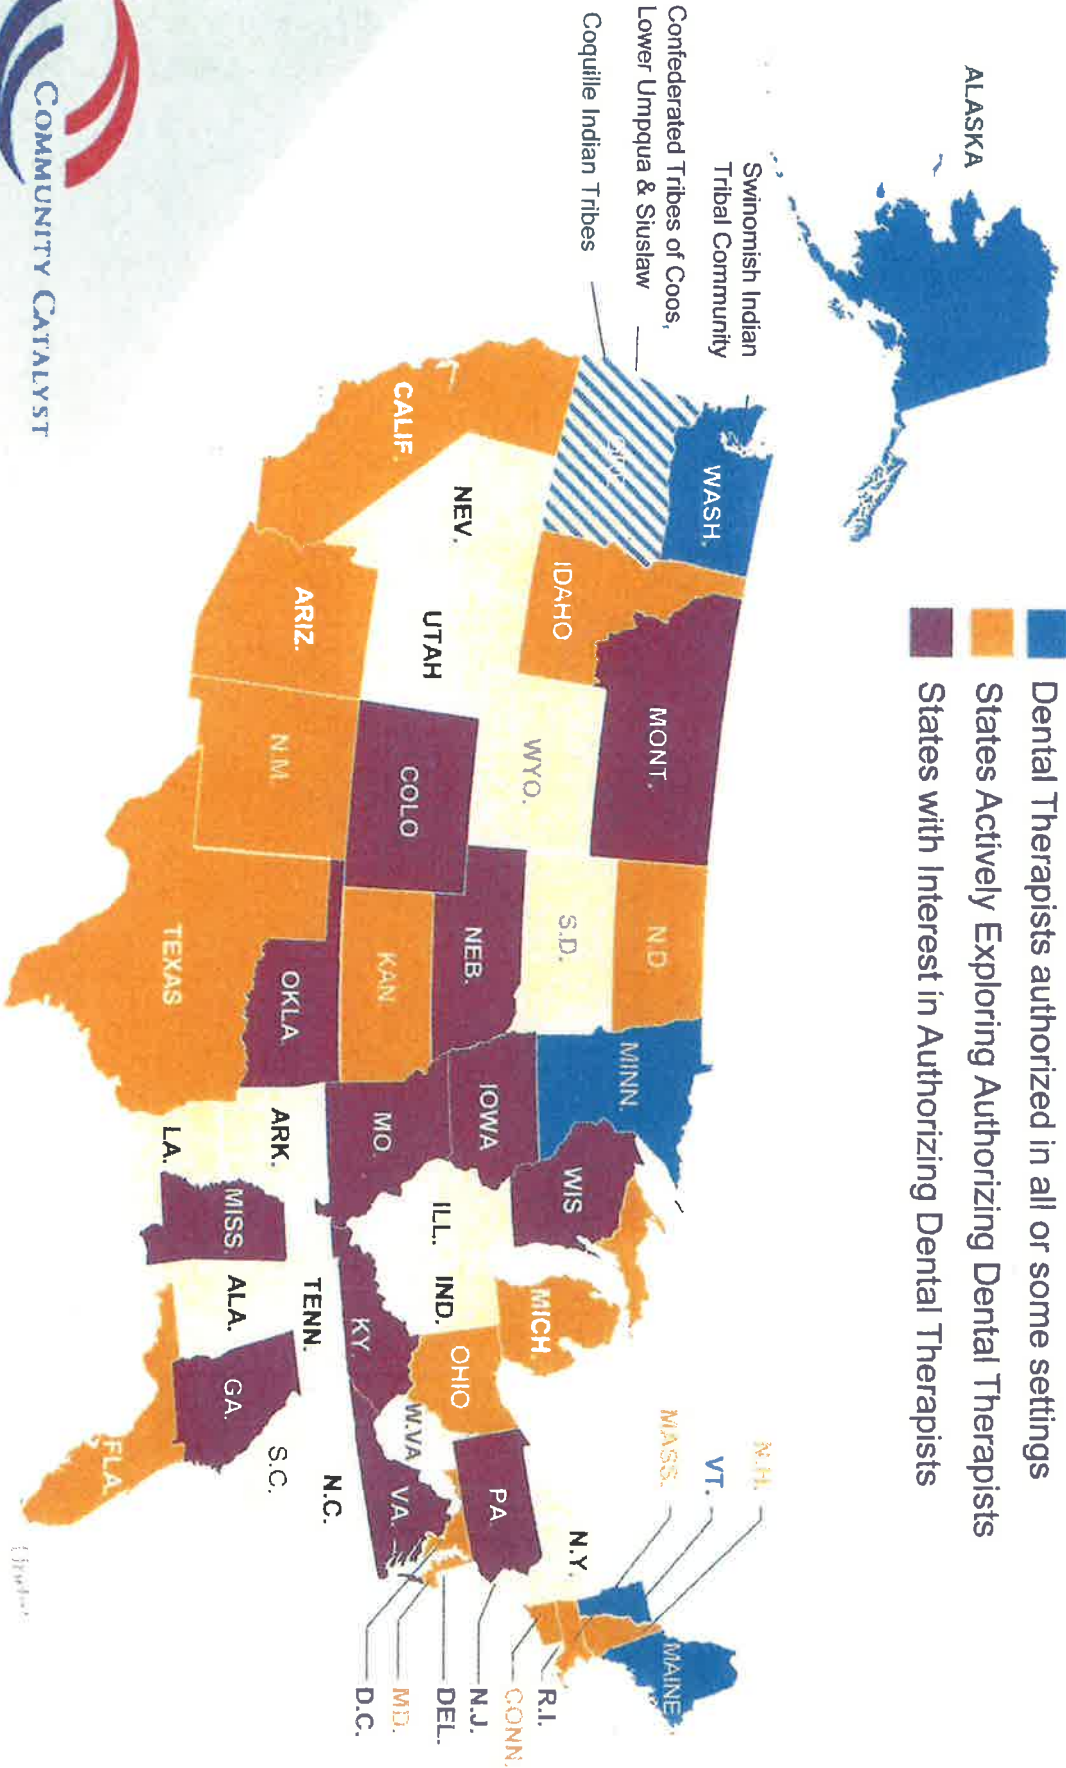 Dental Therapists authorized in all or some settings
States Actively Exploring Authorizing Dental Therapists
States with Interest in Authorizing Dental Therapists
ALASKA
Swinomish Indian
Tribal Community
Confederated Tribes of Coos,
Lower Umpqua & Siuslaw
Coquille Indian Tribes
WASH.
MONT.
N.D.
MINN.
IDAHO
WYO.
S.D.
WIS
MICH.
N.H.
VT.
MASS.
MAINE
N.Y.
CALIF.
NEV.
UTAH
COLO
NEB.
IOWA
ILL.
IND.
OHIO
PA
R.I.
CONN.
N.J.
DEL.
MD.
D.C.
ARIZ.
N.M.
KAN.
MO.
KY.
W.VA
VA.
OKLA
ARK.
TENN.
N.C.
S.C.
TEXAS
LA.
MISS.
ALA.
GA.
FLA.
COMMUNITY CATALYST